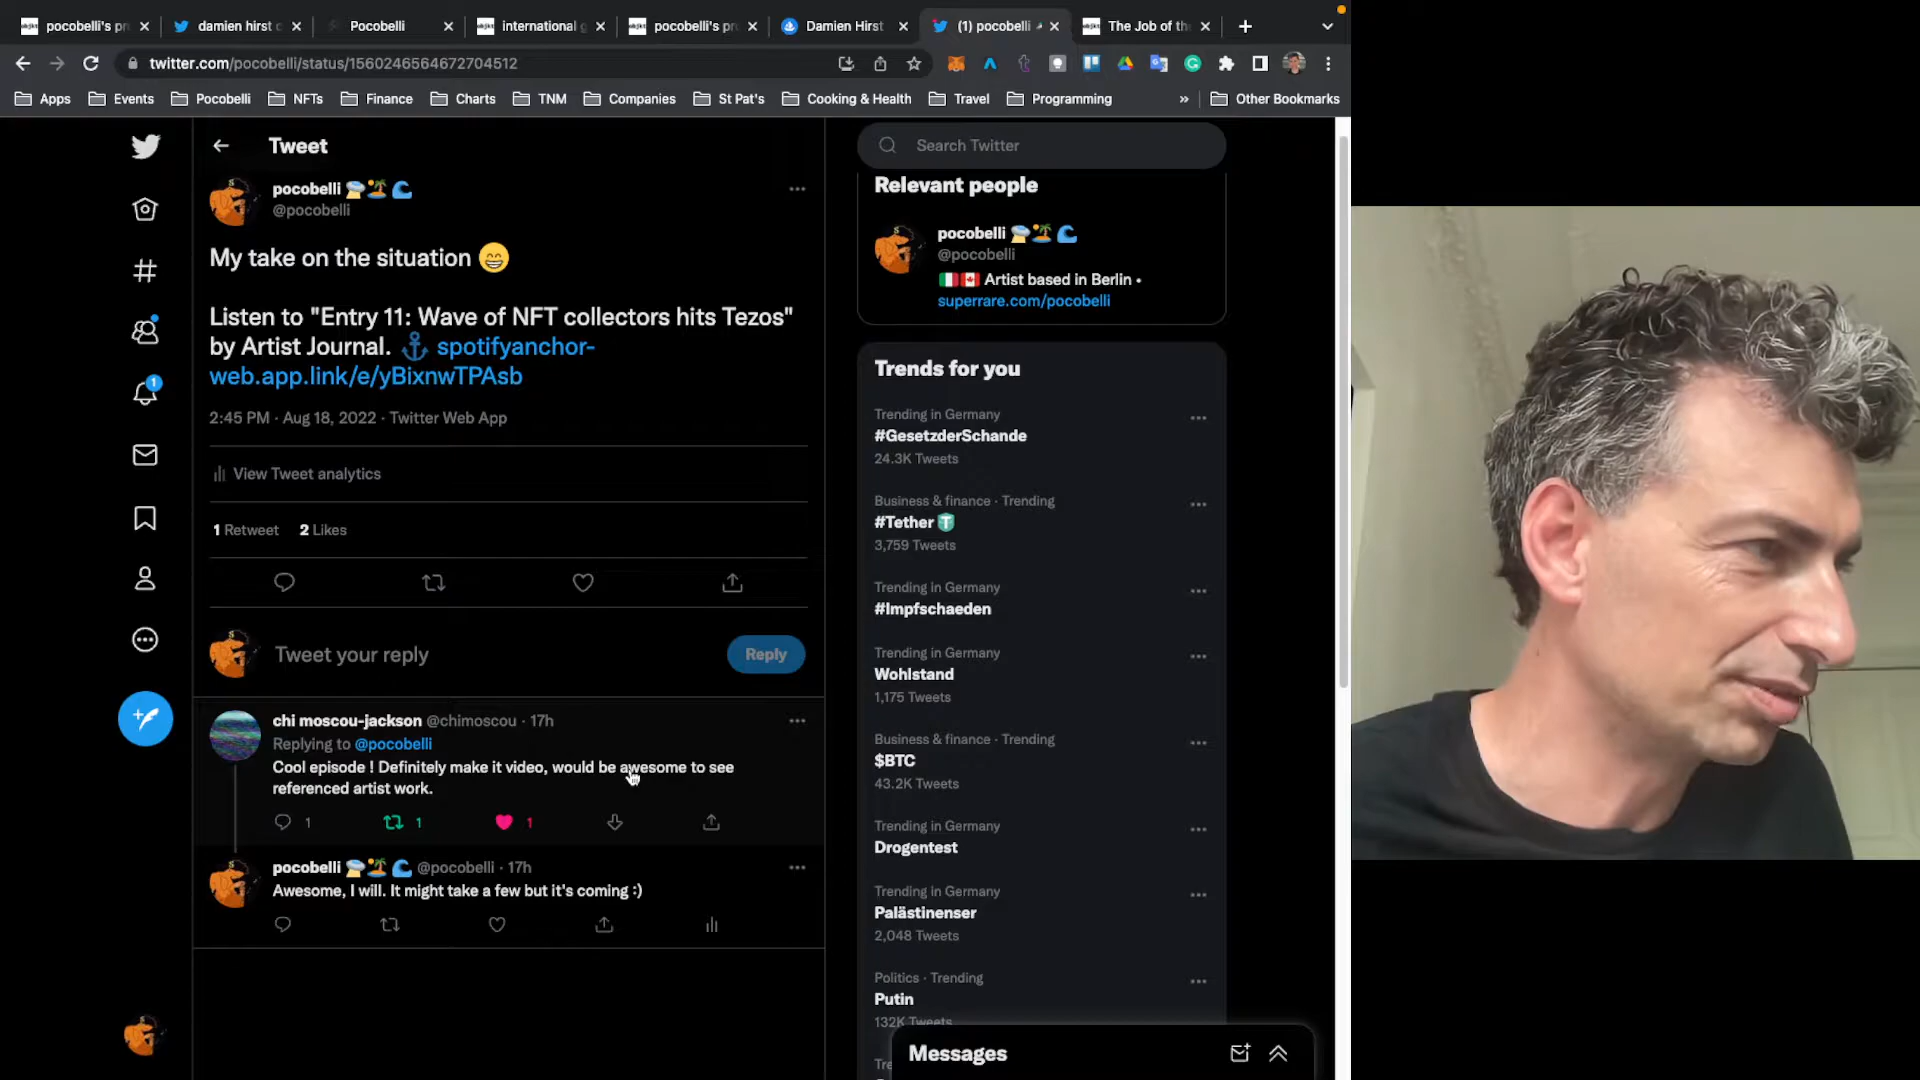 pocobelli's pr
damien hirst c
Pocobelli
international g
pocobelli's pr
Damien Hirst
(1) pocobelli
The Job of th
twitter.com/pocobelli/status/1560246564672704512
Apps
Events
Pocobelli
NFTs
Finance
Charts
TNM
Companies
St Pat's
Cooking & Health
Travel
Programming
»
Other Bookmarks
Tweet
pocobelli
@pocobelli
My take on the situation 😁
Listen to "Entry 11: Wave of NFT collectors hits Tezos"
by Artist Journal. ⚓ spotifyanchor-
web.app.link/e/yBixnwTPAsb
2:45 PM · Aug 18, 2022 · Twitter Web App
View Tweet analytics
1 Retweet 2 Likes
Tweet your reply
Reply
chi moscou-jackson @chimoscou · 17h
Replying to @pocobelli
Cool episode ! Definitely make it video, would be awesome to see
referenced artist work.
1
1
1
pocobelli @pocobelli · 17h
Awesome, I will. It might take a few but it's coming :)
Search Twitter
Relevant people
pocobelli
@pocobelli
🇮🇹🇨🇦 Artist based in Berlin •
superrare.com/pocobelli
Trends for you
Trending in Germany
#GesetzderSchande
24.3K Tweets
Business & finance · Trending
#Tether
3,759 Tweets
Trending in Germany
#Impfschaeden
Trending in Germany
Wohlstand
1,175 Tweets
Business & finance · Trending
$BTC
43.2K Tweets
Trending in Germany
Drogentest
Trending in Germany
Palästinenser
2,048 Tweets
Politics · Trending
Putin
132K Tweets
Tre
Messages